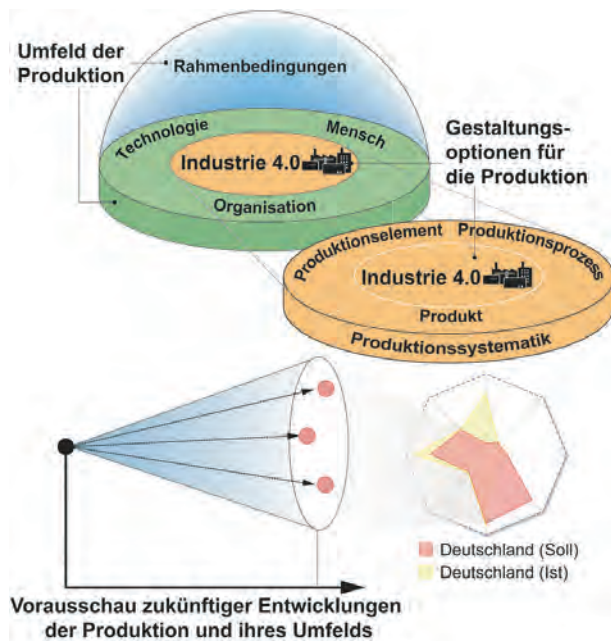 Umfeld der
Produktion
Rahmenbedingungen
Technologie
Mensch
Industrie 4.0
Organisation
Gestaltungs-
optionen für
die Produktion
Produktionselement
Produktionsprozess
Industrie 4.0
Produkt
Produktionssystematik
Deutschland (Soll)
Deutschland (Ist)
Vorausschau zukünftiger Entwicklungen
der Produktion und ihres Umfelds